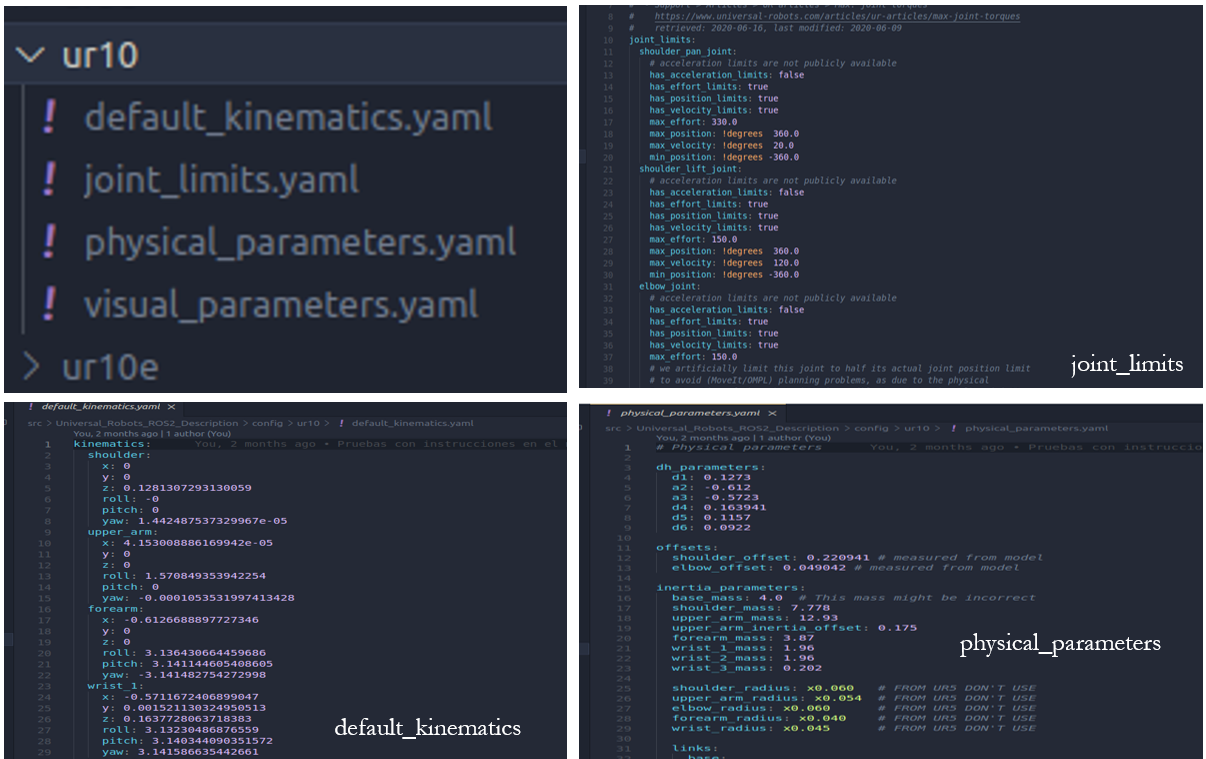 ur10
! default_kinematics.yaml
! joint_limits.yaml
! physical_parameters.yaml
! visual_parameters.yaml
ur10e
8 # https://www.universal-robots.com/articles/ur-articles/max-joint-torques
9 # retrieved: 2020-06-16, last modified: 2020-06-09
10 joint_limits:
11 shoulder_pan_joint:
12 # acceleration limits are not publicly available
13 has_acceleration_limits: false
14 has_effort_limits: true
15 has_position_limits: true
16 has_velocity_limits: true
17 max_effort: 330.0
18 max_position: !degrees 360.0
19 max_velocity: !degrees 20.0
20 min_position: !degrees -360.0
21 shoulder_lift_joint:
22 # acceleration limits are not publicly available
23 has_acceleration_limits: false
24 has_effort_limits: true
25 has_position_limits: true
26 has_velocity_limits: true
27 max_effort: 150.0
28 max_position: !degrees 360.0
29 max_velocity: !degrees 120.0
30 min_position: !degrees -360.0
31 elbow_joint:
32 # acceleration limits are not publicly available
33 has_acceleration_limits: false
34 has_effort_limits: true
35 has_position_limits: true
36 has_velocity_limits: true
37 max_effort: 150.0
38 # we artificially limit this joint to half its actual joint position limit
39 # to avoid (MoveIt/OMPL) planning problems, as due to the physical
joint_limits
! default_kinematics.yaml ×
src > Universal_Robots_ROS2_Description > config > ur10 > ! default_kinematics.yaml
You, 2 months ago | 1 author (You)
1 kinematics: You, 2 months ago • Pruebas con instrucciones en el
2 shoulder:
3 x: 0
4 y: 0
5 z: 0.1281307293130059
6 roll: -0
7 pitch: 0
8 yaw: 1.442487537329967e-05
9 upper_arm:
10 x: 4.153008886169942e-05
11 y: 0
12 z: 0
13 roll: 1.570849353942254
14 pitch: 0
15 yaw: -0.0001053531997413428
16 forearm:
17 x: -0.6126688897727346
18 y: 0
19 z: 0
20 roll: 3.136430664459686
21 pitch: 3.141144605408605
22 yaw: -3.141482754272998
23 wrist_1:
24 x: -0.5711672406899047
25 y: 0.001521130324950513
26 z: 0.1637728063718383
27 roll: 3.13230486876559
28 pitch: 3.140344090351572
29 yaw: 3.141586635442661
default_kinematics
! physical_parameters.yaml ×
src > Universal_Robots_ROS2_Description > config > ur10 > ! physical_parameters.yaml
You, 2 months ago | 1 author (You)
1 # Physical parameters You, 2 months ago • Pruebas con instruccio
2
3 dh_parameters:
4 d1: 0.1273
5 a2: -0.612
6 a3: -0.5723
7 d4: 0.163941
8 d5: 0.1157
9 d6: 0.0922
10
11 offsets:
12 shoulder_offset: 0.220941 # measured from model
13 elbow_offset: 0.049042 # measured from model
14
15 inertia_parameters:
16 base_mass: 4.0 # This mass might be incorrect
17 shoulder_mass: 7.778
18 upper_arm_mass: 12.93
19 upper_arm_inertia_offset: 0.175
20 forearm_mass: 3.87
21 wrist_1_mass: 1.96
22 wrist_2_mass: 1.96
23 wrist_3_mass: 0.202
24
25 shoulder_radius: x0.060 # FROM UR5 DON'T USE
26 upper_arm_radius: x0.054 # FROM UR5 DON'T USE
27 elbow_radius: x0.060 # FROM UR5 DON'T USE
28 forearm_radius: x0.040 # FROM UR5 DON'T USE
29 wrist_radius: x0.045 # FROM UR5 DON'T USE
30
31 links:
physical_parameters